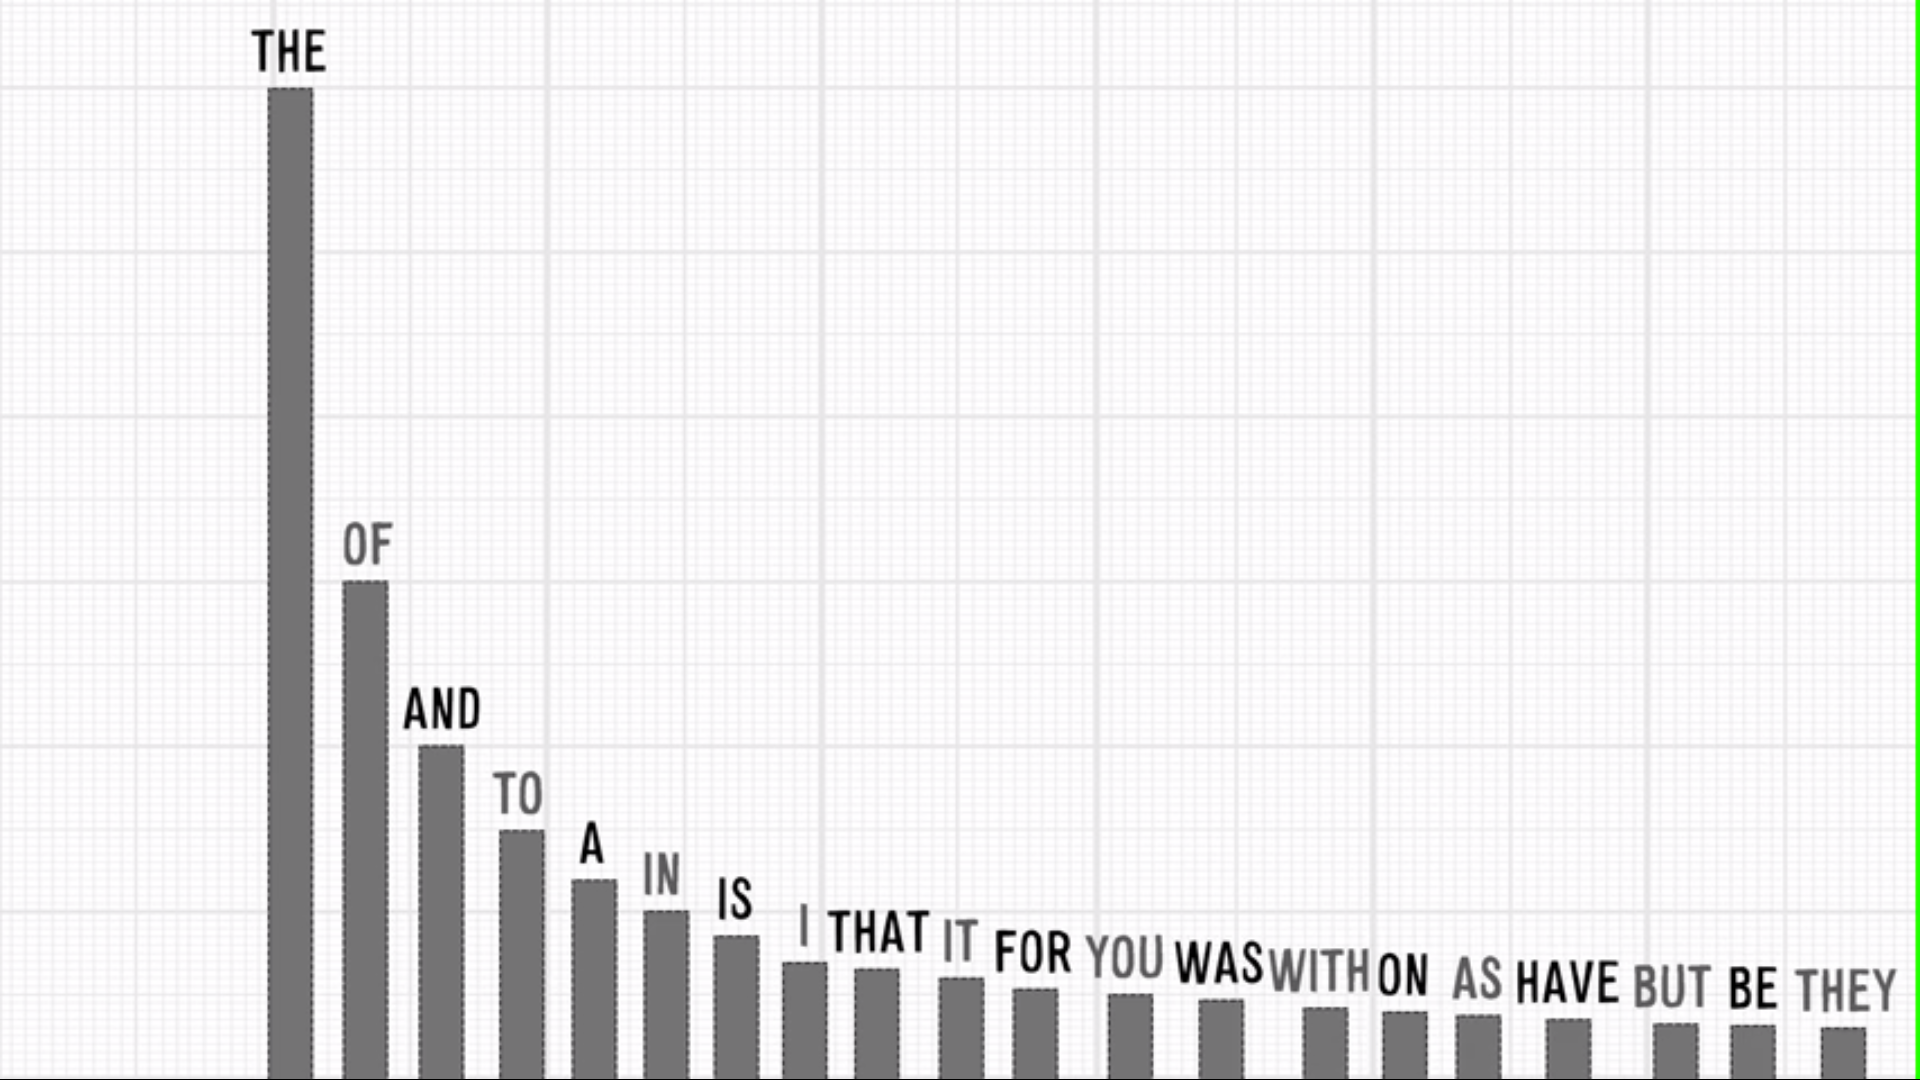 THE
OF
AND
TO
A
IN
IS
I
THAT
IT
FOR
YOU
WAS
WITH
ON
AS
HAVE
BUT
BE
THEY